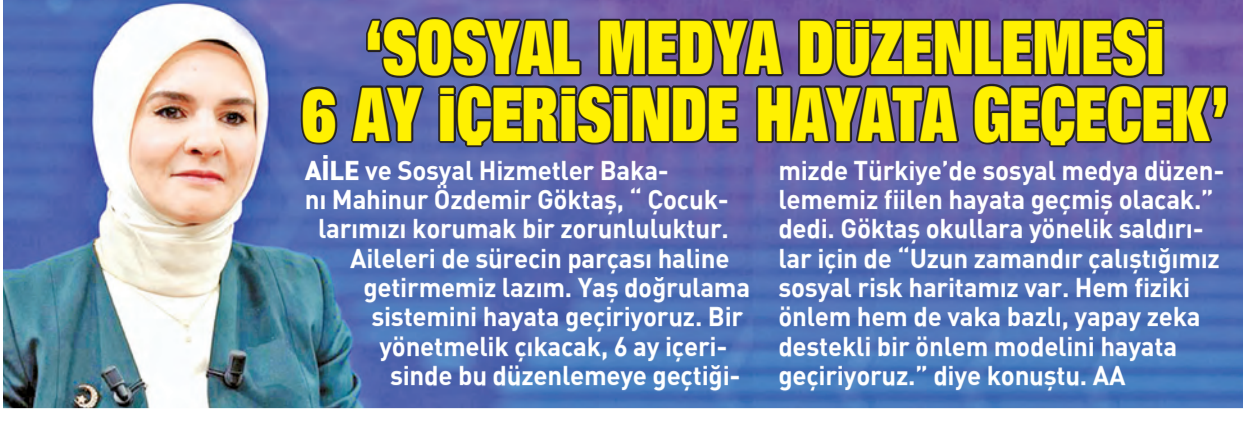 ‘SOSYAL MEDYA DÜZENLEMESİ
6 AY İÇERİSİNDE HAYATA GEÇECEK’
AİLE ve Sosyal Hizmetler Baka-
nı Mahinur Özdemir Göktaş, “ Çocuk-
larımızı korumak bir zorunluluktur.
Aileleri de sürecin parçası haline
getirmemiz lazım. Yaş doğrulama
sistemini hayata geçiriyoruz. Bir
yönetmelik çıkacak, 6 ay içeri-
sinde bu düzenlemeye geçtiği-
mizde Türkiye’de sosyal medya düzen-
lememiz fiilen hayata geçmiş olacak.”
dedi. Göktaş okullara yönelik saldırı-
lar için de “Uzun zamandır çalıştığımız
sosyal risk haritamız var. Hem fiziki
önlem hem de vaka bazlı, yapay zeka
destekli bir önlem modelini hayata
geçiriyoruz.” diye konuştu. AA